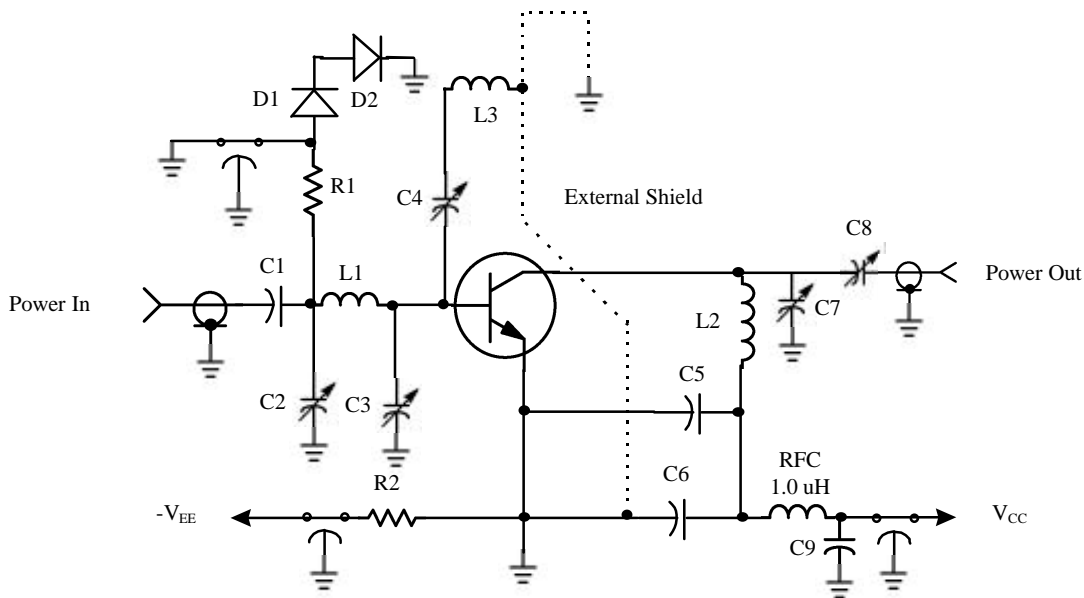 D1
D2
L3
R1
C4
External Shield
C8
C1
L1
Power In
Power Out
L2
C7
C2
C3
C5
RFC
1.0 uH
C6
R2
-VEE
VCC
C9